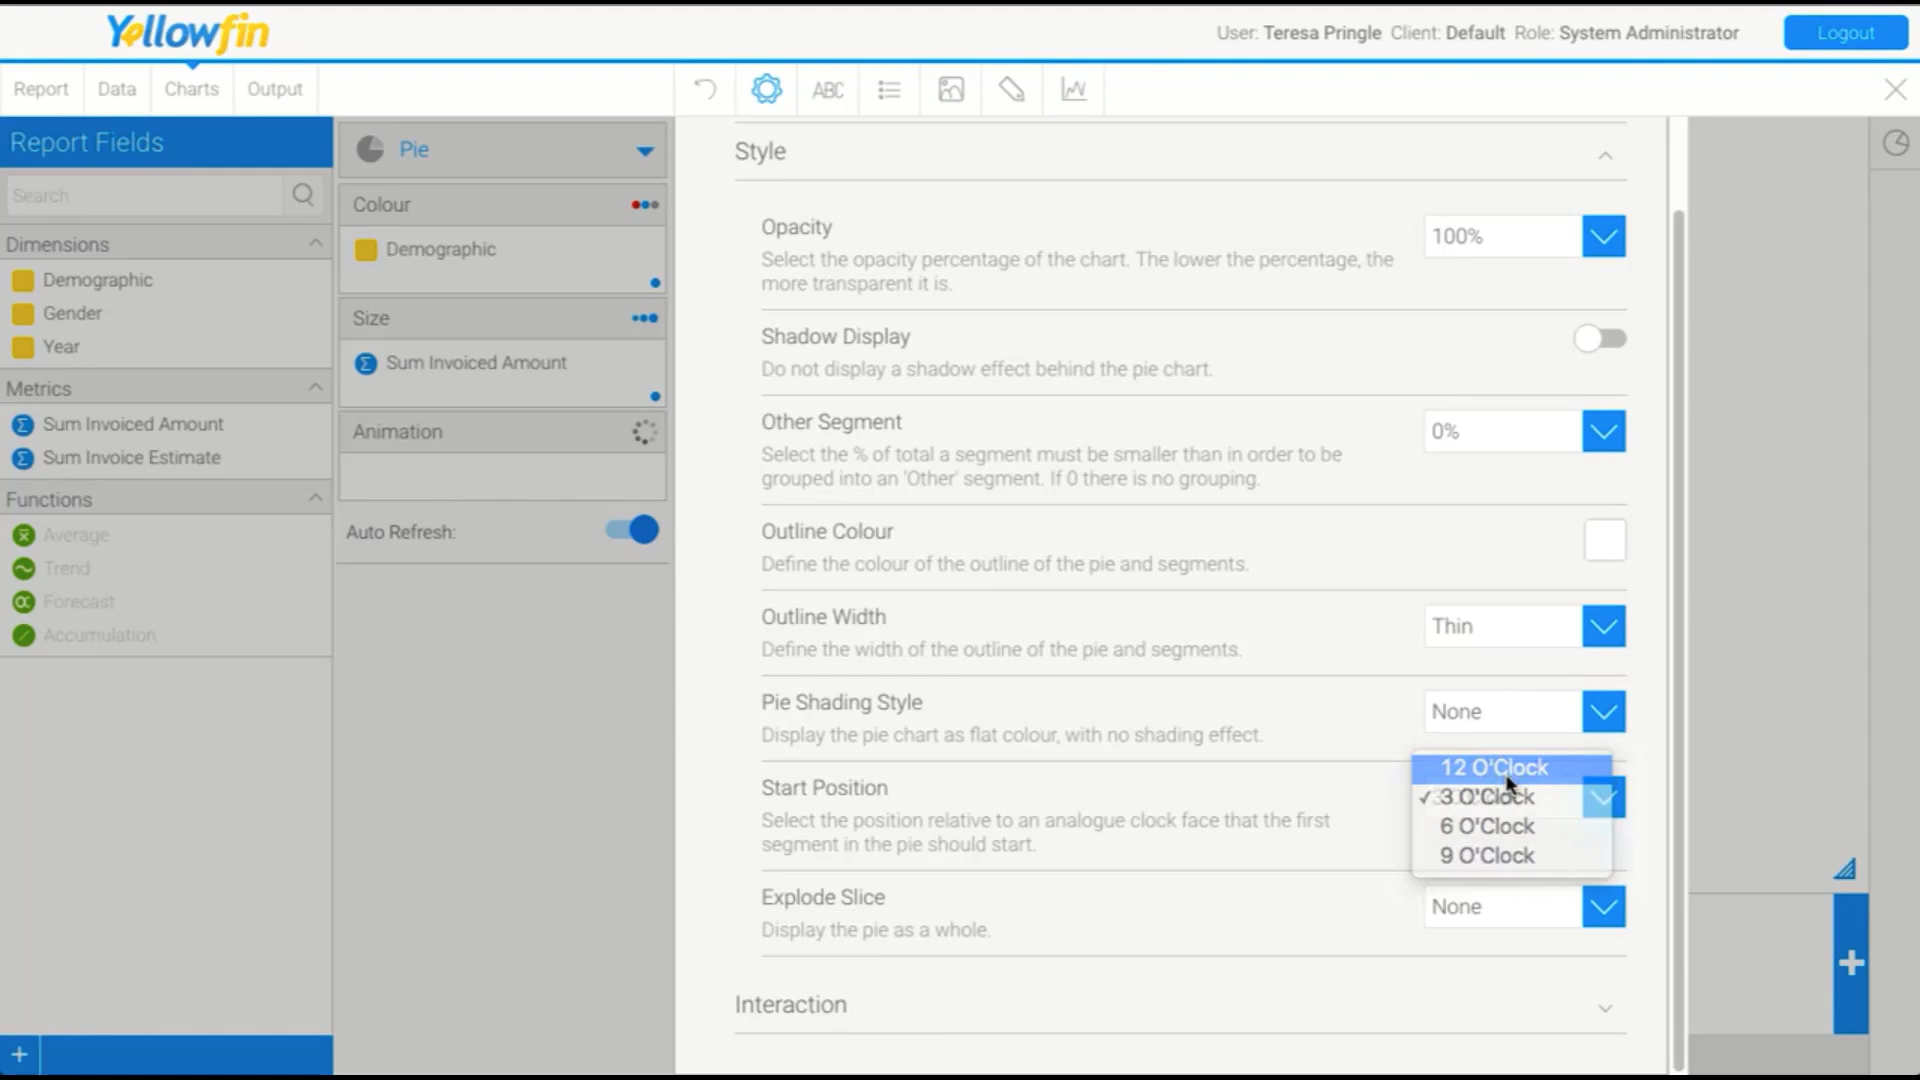 Yellowfin
User: Teresa Pringle Client: Default Role: System Administrator
Logout
Report
Data
Charts
Output
ABC
Report Fields
Search
Dimensions
Demographic
Gender
Year
Metrics
Sum Invoiced Amount
Sum Invoice Estimate
Functions
Average
Trend
Forecast
Accumulation
Pie
Colour
Demographic
Size
Sum Invoiced Amount
Animation
Auto Refresh:
Style
Opacity
100%
Select the opacity percentage of the chart. The lower the percentage, the
more transparent it is.
Shadow Display
Do not display a shadow effect behind the pie chart.
Other Segment
0%
Select the % of total a segment must be smaller than in order to be
grouped into an 'Other' segment. If 0 there is no grouping.
Outline Colour
Define the colour of the outline of the pie and segments.
Outline Width
Thin
Define the width of the outline of the pie and segments.
Pie Shading Style
None
Display the pie chart as flat colour, with no shading effect.
Start Position
Select the position relative to an analogue clock face that the first
segment in the pie should start.
12 O'Clock
3 O'Clock
6 O'Clock
9 O'Clock
Explode Slice
None
Display the pie as a whole.
Interaction